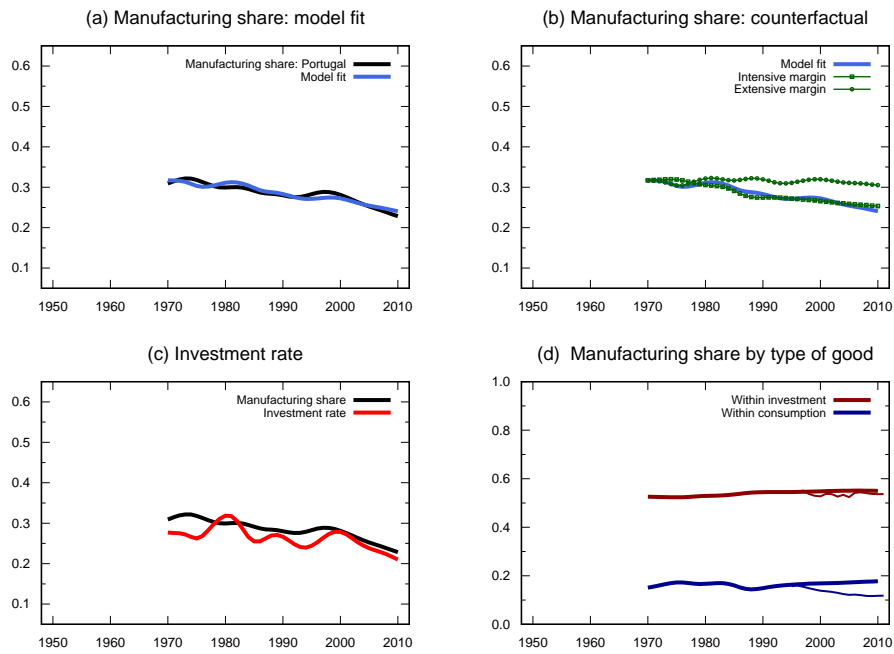 (a) Manufacturing share: model fit
Manufacturing share: Portugal
Model fit
0.6
0.5
0.4
0.3
0.2
0.1
1950 1960 1970 1980 1990 2000 2010
(b) Manufacturing share: counterfactual
Model fit
Intensive margin
Extensive margin
0.6
0.5
0.4
0.3
0.2
0.1
1950 1960 1970 1980 1990 2000 2010
(c) Investment rate
Manufacturing share
Investment rate
0.6
0.5
0.4
0.3
0.2
0.1
1950 1960 1970 1980 1990 2000 2010
(d) Manufacturing share by type of good
Within investment
Within consumption
1.0
0.8
0.6
0.4
0.2
0.0
1950 1960 1970 1980 1990 2000 2010